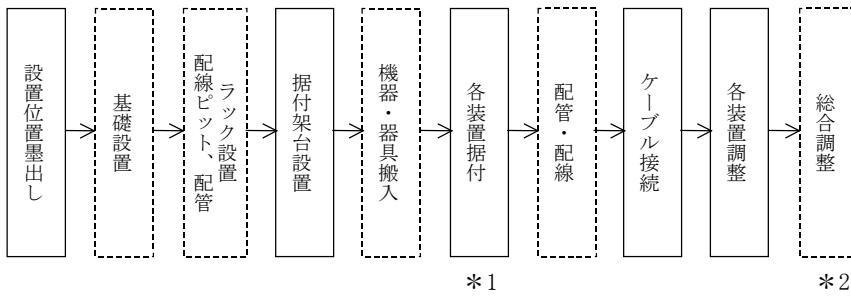 設置位置墨出し
基礎設置
配線ピット、配管
ラック設置
据付架台設置
機器・器具搬入
各装置据付
配管・配線
ケーブル接続
各装置調整
総合調整
＊1
＊2